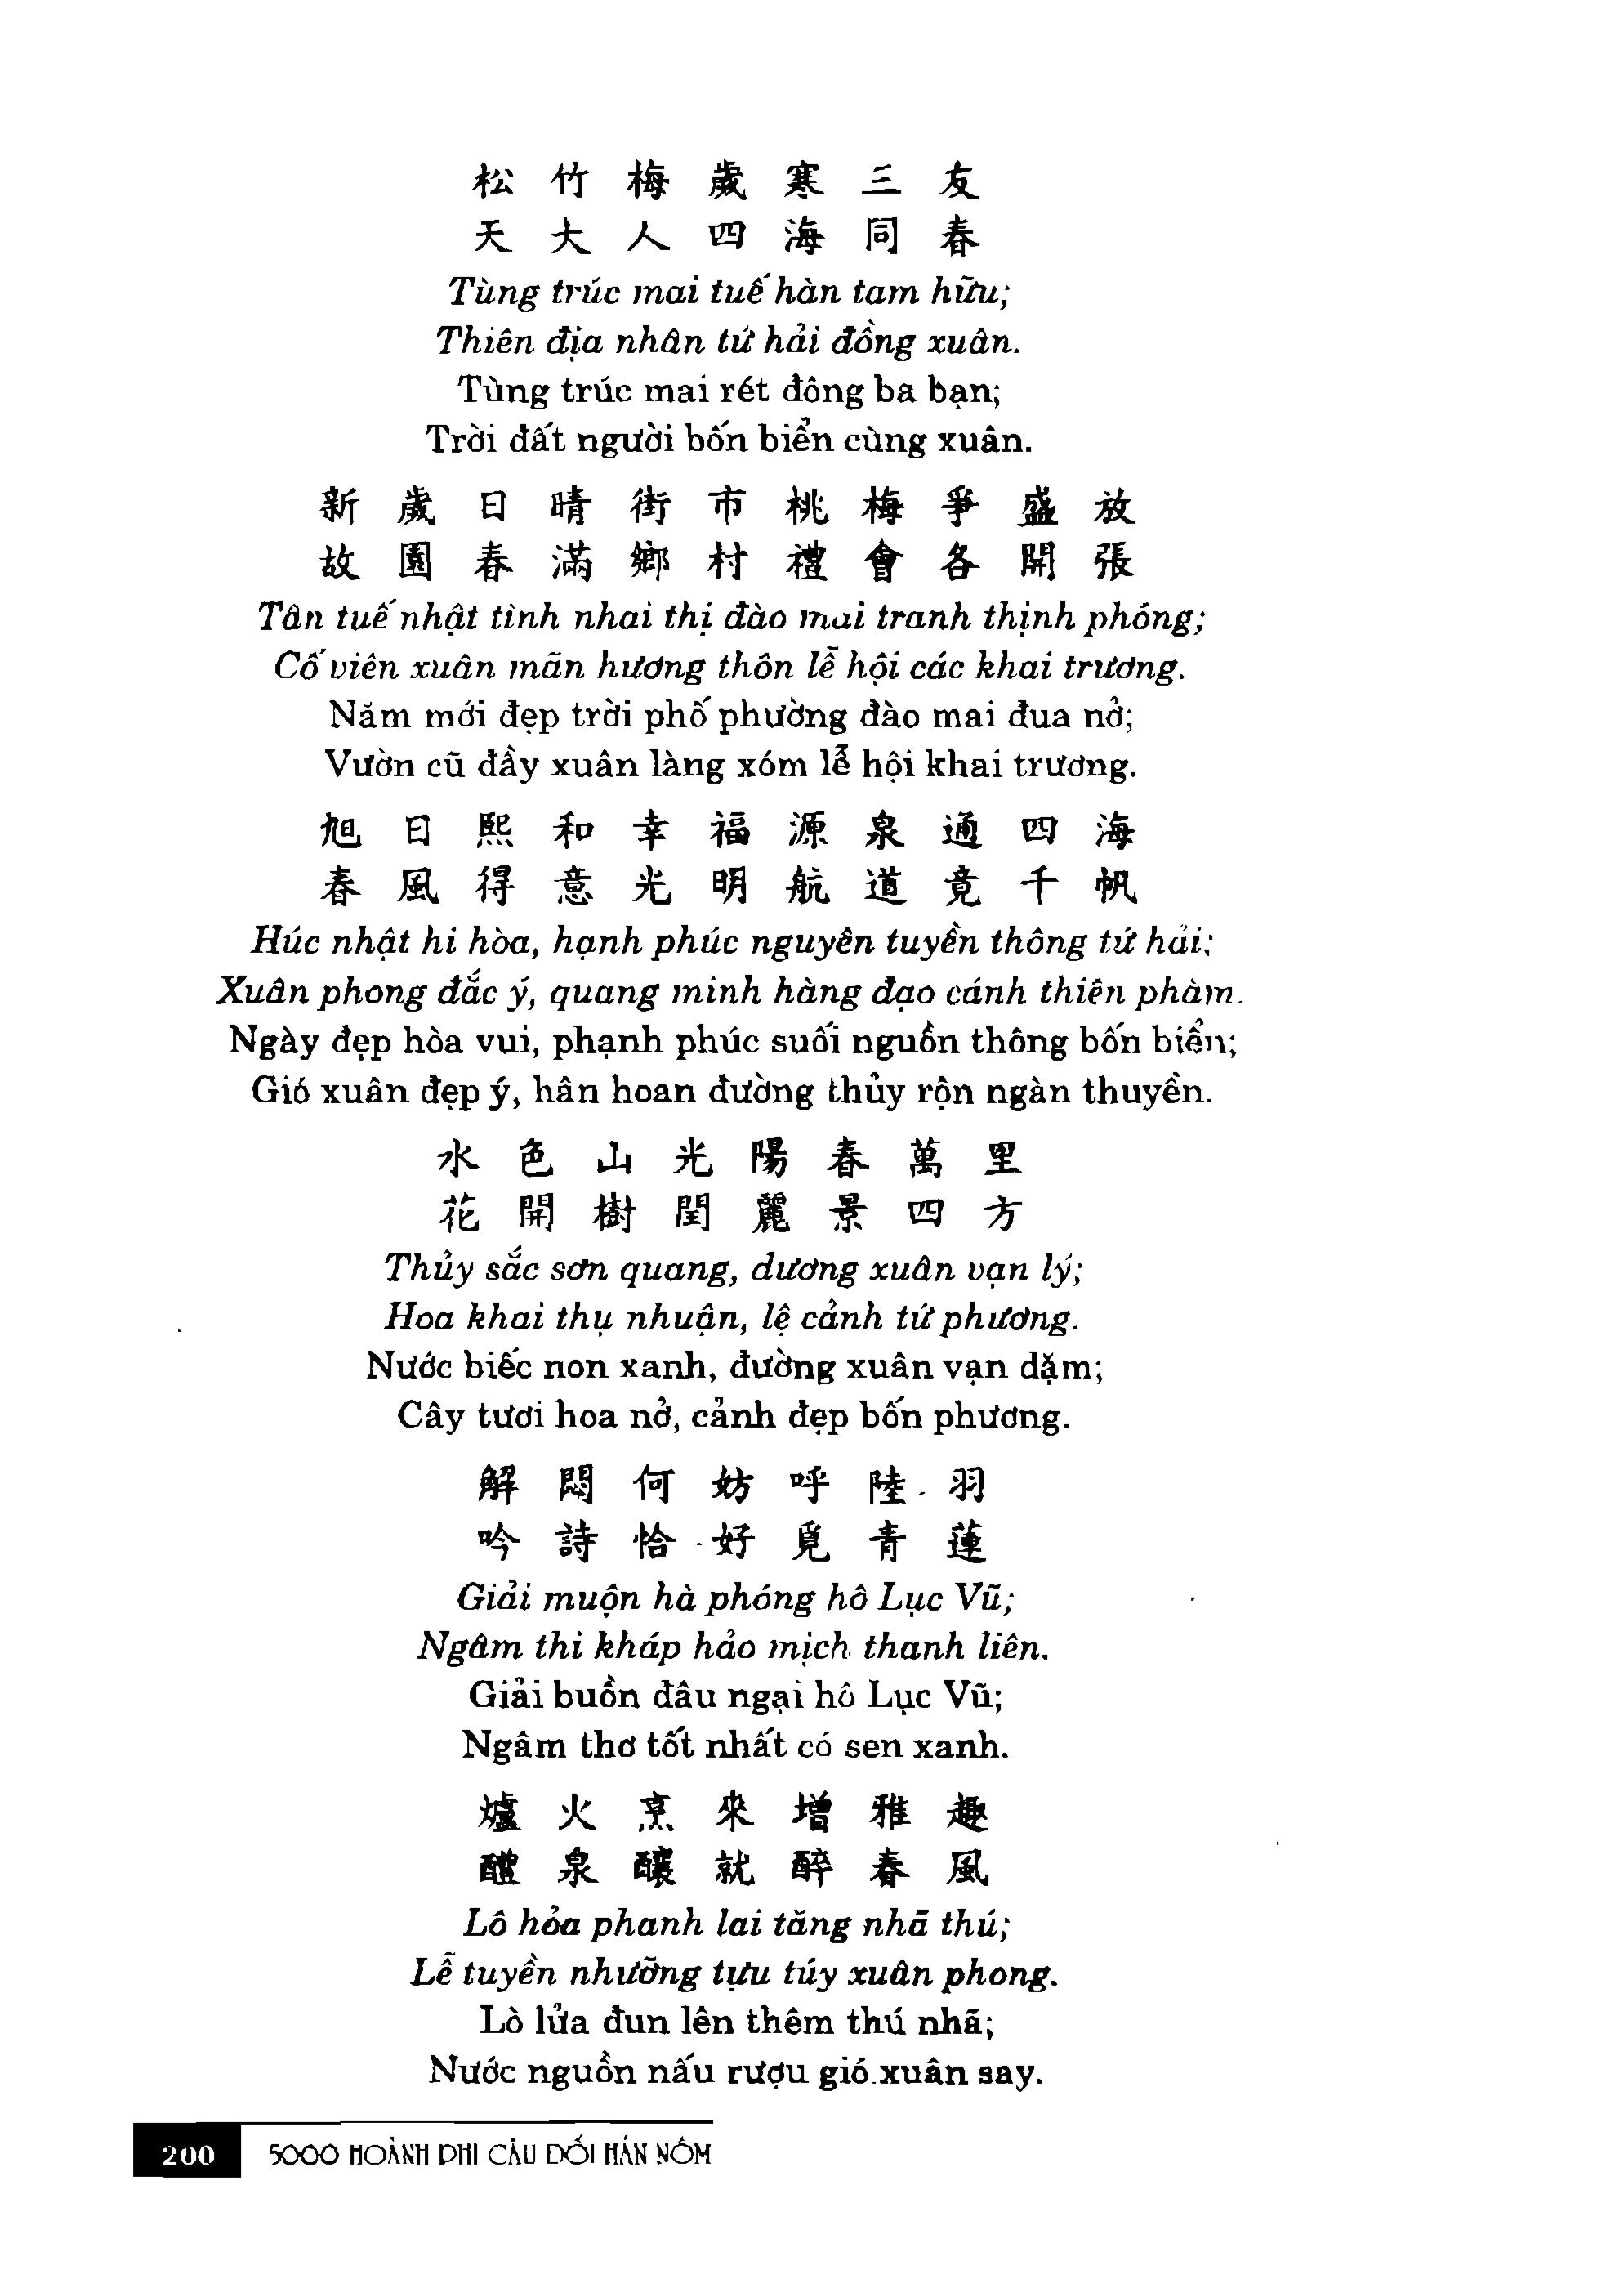 松竹梅歲寒三友
天大人四海同春
Tùng trúc mai tuế hàn tam hữu;
Thiên địa nhân tứ hải đồng xuân.
Tùng trúc mai rét đông ba bạn;
Trời đất người bốn biển cùng xuân.
新歲日晴街市桃梅爭盛放
故園春滿鄉村禮會各開張
Tân tuế nhật tình nhai thị đào mai tranh thịnh phóng;
Cố viên xuân mãn hương thôn lễ hội các khai trương.
Năm mới đẹp trời phố phường đào mai đua nở;
Vườn cũ đầy xuân làng xóm lễ hội khai trương.
旭日熙和幸福源泉通四海
春風得意光明航道竟千帆
Húc nhật hi hòa, hạnh phúc nguyên tuyền thông tứ hải;
Xuân phong đắc ý, quang minh hàng đạo cánh thiên phàm.
Ngày đẹp hòa vui, phạnh phúc suối nguồn thông bốn biển;
Gió xuân đẹp ý, hân hoan đường thủy rộn ngàn thuyền.
水色山光陽春萬里
花開樹閏麗景四方
Thủy sắc sơn quang, dương xuân vạn lý;
Hoa khai thụ nhuận, lệ cảnh tứ phương.
Nước biếc non xanh, đường xuân vạn dặm;
Cây tươi hoa nở, cảnh đẹp bốn phương.
解悶何妨呼陸羽
吟詩恰好覓青蓮
Giải muộn hà phóng hô Lục Vũ;
Ngâm thi kháp hảo mịch thanh liên.
Giải buồn đâu ngại hô Lục Vũ;
Ngâm thơ tốt nhất có sen xanh.
爐火烹來增雅趣
醴泉釀就醉春風
Lô hỏa phanh lai tăng nhã thú;
Lễ tuyền nhưỡng tựu túy xuân phong.
Lò lửa đun lên thêm thú nhã;
Nước nguồn nấu rượu gió xuân say.
200 5000 HOÀNH PHI CÂU ĐỐI HÁN NÔM